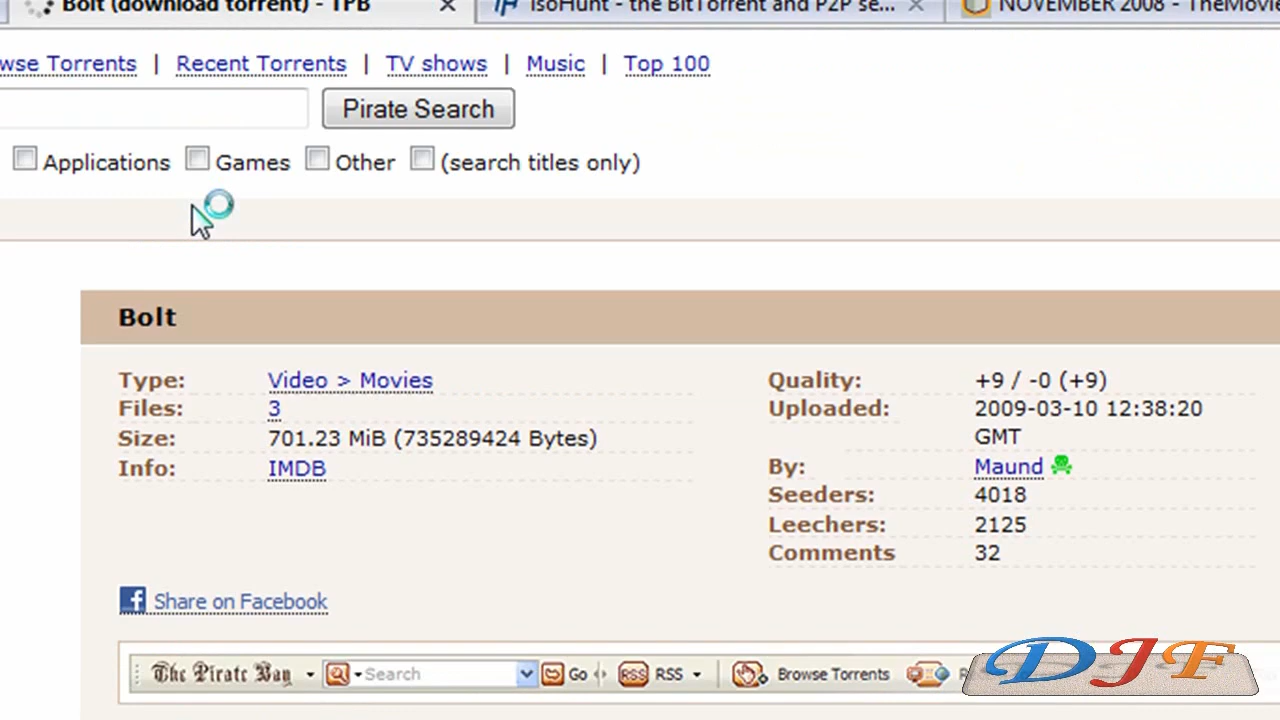 Bolt (download torrent) - TPB
isoHunt - the BitTorrent and P2P se...
NOVEMBER 2008 - TheMovie
wse Torrents | Recent Torrents | TV shows | Music | Top 100
Pirate Search
Applications Games Other (search titles only)
Bolt
Type: Video > Movies
Files: 3
Size: 701.23 MiB (735289424 Bytes)
Info: IMDB
Quality: +9 / -0 (+9)
Uploaded: 2009-03-10 12:38:20
GMT
By: Maund
Seeders: 4018
Leechers: 2125
Comments 32
Share on Facebook
The Pirate Bay Search Go RSS RSS Browse Torrents
DJF